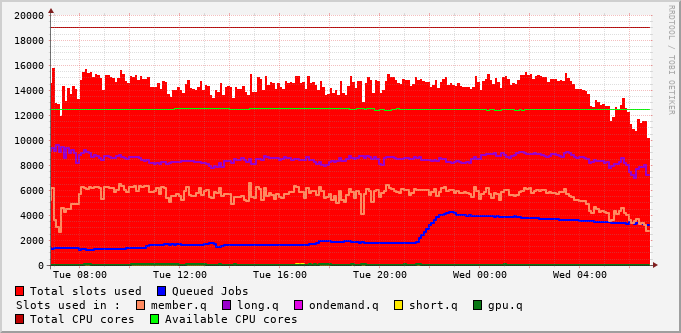 20000
18000
16000
14000
12000
10000
8000
6000
4000
2000
0
Tue 08:00 Tue 12:00 Tue 16:00 Tue 20:00 Wed 00:00 Wed 04:00
RRDTOOL / TOBI OETIKER
Total slots used Queued Jobs
Slots used in : member.q long.q ondemand.q short.q gpu.q
Total CPU cores Available CPU cores